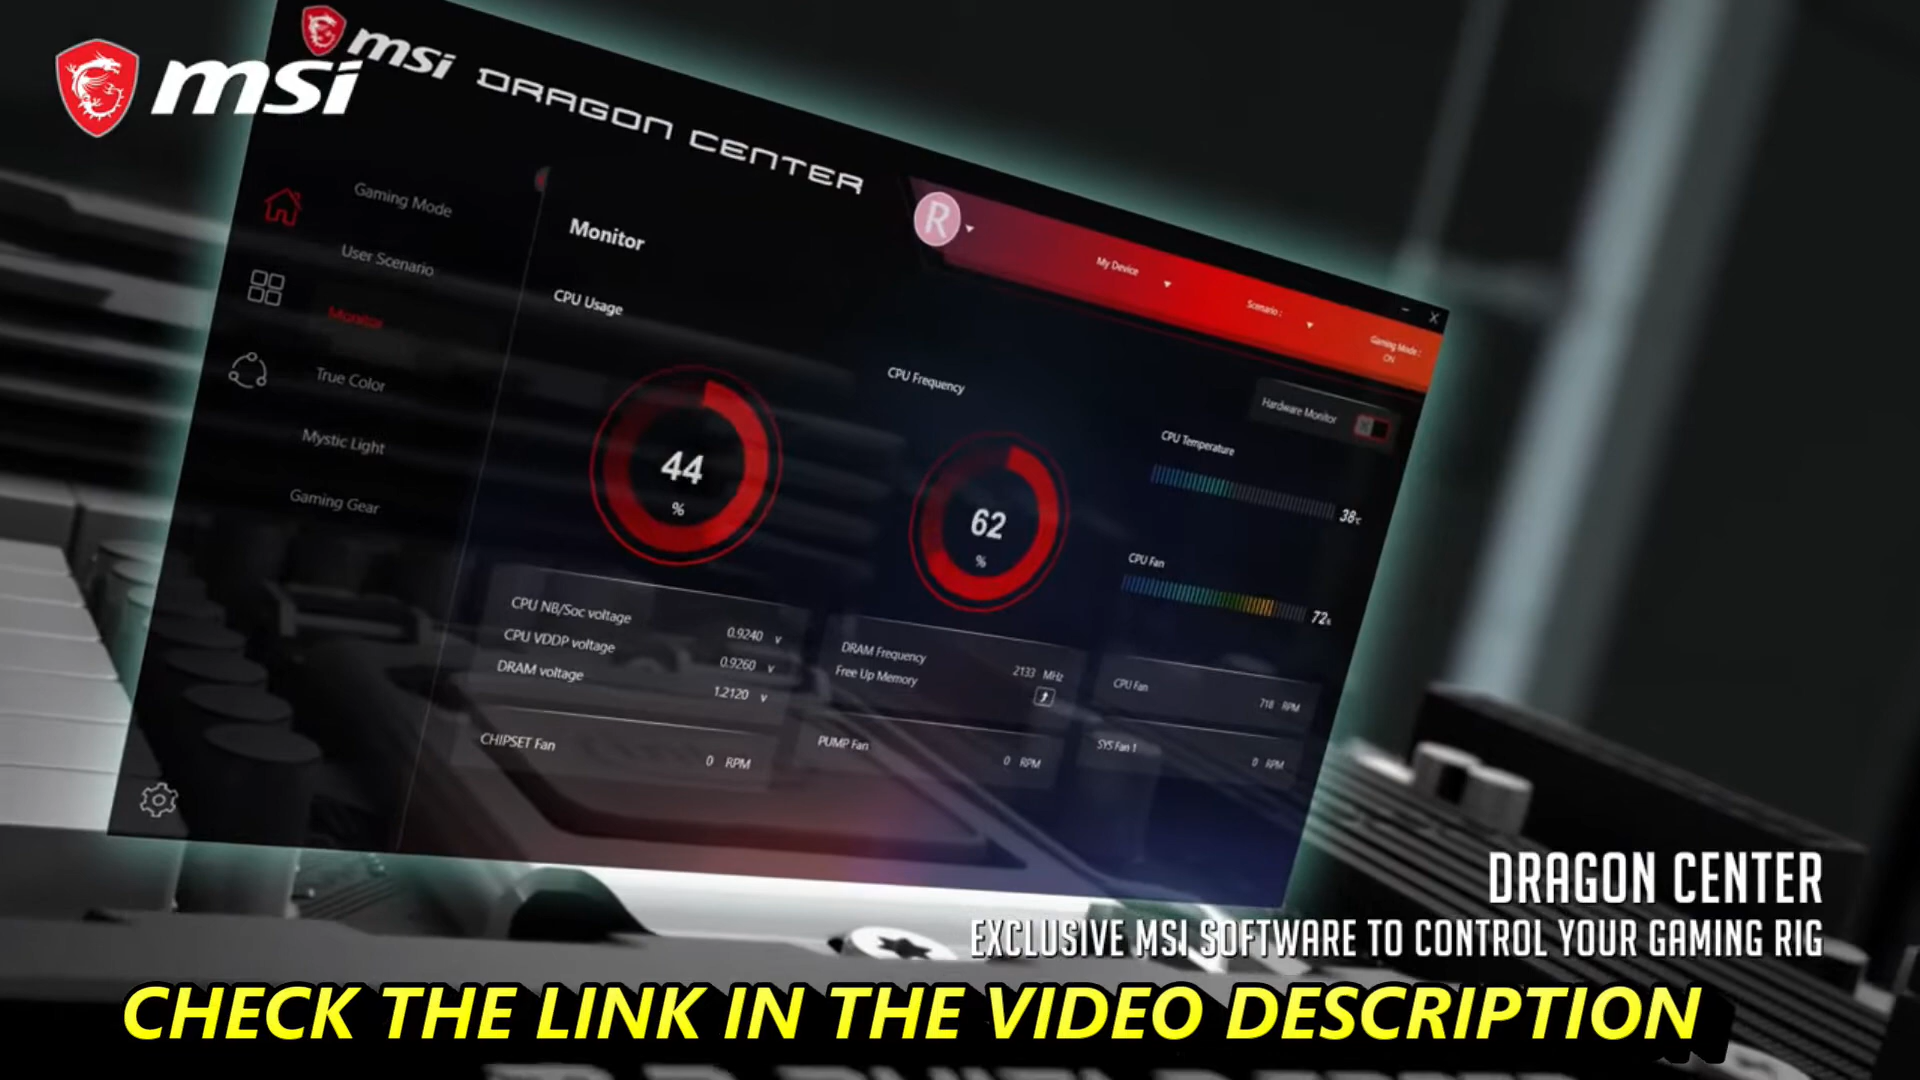 msi
msi DRAGON CENTER
R
My Device
Scenario :
Gaming Mode :
ON
Gaming Mode
User Scenario
Monitor
True Color
Mystic Light
Gaming Gear
Monitor
Hardware Monitor
CPU Usage
44
%
CPU Frequency
62
%
CPU Temperature
38℃
CPU Fan
72%
CPU NB/Soc voltage 0.9240 v
CPU VDDP voltage 0.9260 v
DRAM voltage 1.2120 v
DRAM Frequency 2133 MHz
Free Up Memory
CPU Fan
718 RPM
CHIPSET Fan
0 RPM
PUMP Fan
0 RPM
SYS Fan 1
0 RPM
DRAGON CENTER
EXCLUSIVE MSI SOFTWARE TO CONTROL YOUR GAMING RIG
CHECK THE LINK IN THE VIDEO DESCRIPTION